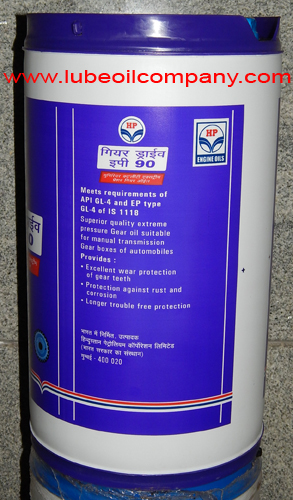 www.lubeoilcompany.com
HP
गियर ड्राईव
ईपी 90
HP
ENGINE OILS
Meets requirements of
API GL-4 and EP type
GL-4 of IS 1118
Superior quality extreme
pressure Gear oil suitable
for manual transmission
Gear boxes of automobiles
Provides :
• Excellent wear protection
of gear teeth
• Protection against rust and
corrosion
• Longer trouble free protection
भारत में निर्मित, उत्पादक
हिन्दुस्तान पेट्रोलियम कॉर्पोरेशन लिमिटेड
(भारत सरकार का संस्थान)
मुम्बई - 400 020
ड्राईव
90